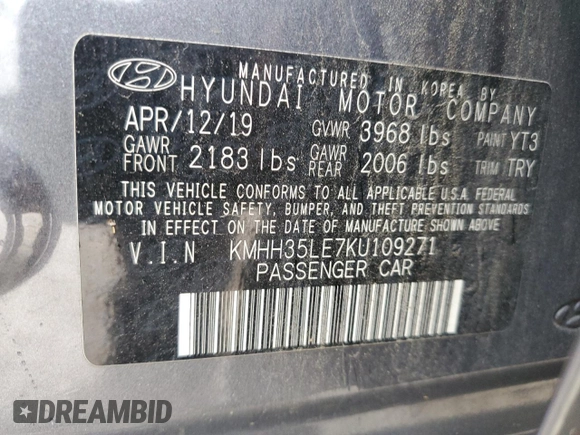 MANUFACTURED IN KOREA BY
HYUNDAI MOTOR COMPANY
APR/12/19 GVWR 3968 lbs PAINT YT3
GAWR FRONT 2183 lbs GAWR REAR 2006 lbs TRIM TRY
THIS VEHICLE CONFORMS TO ALL APPLICABLE U.S.A. FEDERAL
MOTOR VEHICLE SAFETY, BUMPER, AND THEFT PREVENTION STANDARDS
IN EFFECT ON THE DATE OF MANUFACTURE SHOWN ABOVE
V.I.N KMHH35LE7KU109271
PASSENGER CAR
DREAMBID